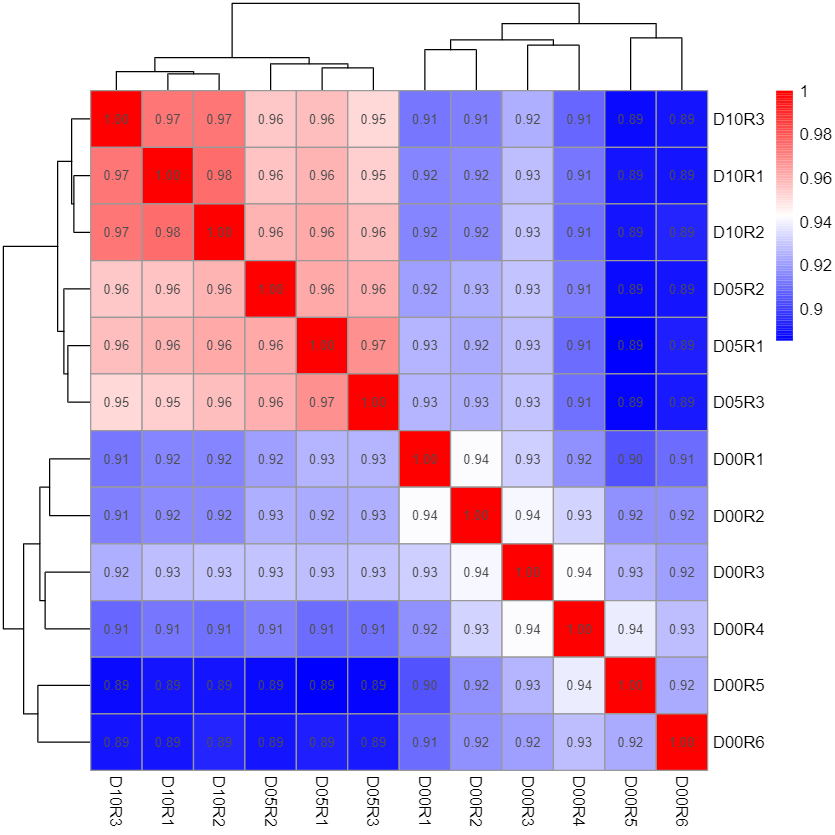 1.00 0.97 0.97 0.96 0.96 0.95 0.91 0.91 0.92 0.91 0.89 0.89 D10R3
0.97 1.00 0.98 0.96 0.96 0.95 0.92 0.92 0.93 0.91 0.89 0.89 D10R1
0.97 0.98 1.00 0.96 0.96 0.96 0.92 0.92 0.93 0.91 0.89 0.89 D10R2
0.96 0.96 0.96 1.00 0.96 0.96 0.92 0.93 0.93 0.91 0.89 0.89 D05R2
0.96 0.96 0.96 0.96 1.00 0.97 0.93 0.92 0.93 0.91 0.89 0.89 D05R1
0.95 0.95 0.96 0.96 0.97 1.00 0.93 0.93 0.93 0.91 0.89 0.89 D05R3
0.91 0.92 0.92 0.92 0.93 0.93 1.00 0.94 0.93 0.92 0.90 0.91 D00R1
0.91 0.92 0.92 0.93 0.92 0.93 0.94 1.00 0.94 0.93 0.92 0.92 D00R2
0.92 0.93 0.93 0.93 0.93 0.93 0.93 0.94 1.00 0.94 0.93 0.92 D00R3
0.91 0.91 0.91 0.91 0.91 0.91 0.92 0.93 0.94 1.00 0.94 0.93 D00R4
0.89 0.89 0.89 0.89 0.89 0.89 0.90 0.92 0.93 0.94 1.00 0.92 D00R5
0.89 0.89 0.89 0.89 0.89 0.89 0.91 0.92 0.92 0.93 0.92 1.00 D00R6
D10R3 D10R1 D10R2 D05R2 D05R1 D05R3 D00R1 D00R2 D00R3 D00R4 D00R5 D00R6
1
0.98
0.96
0.94
0.92
0.9